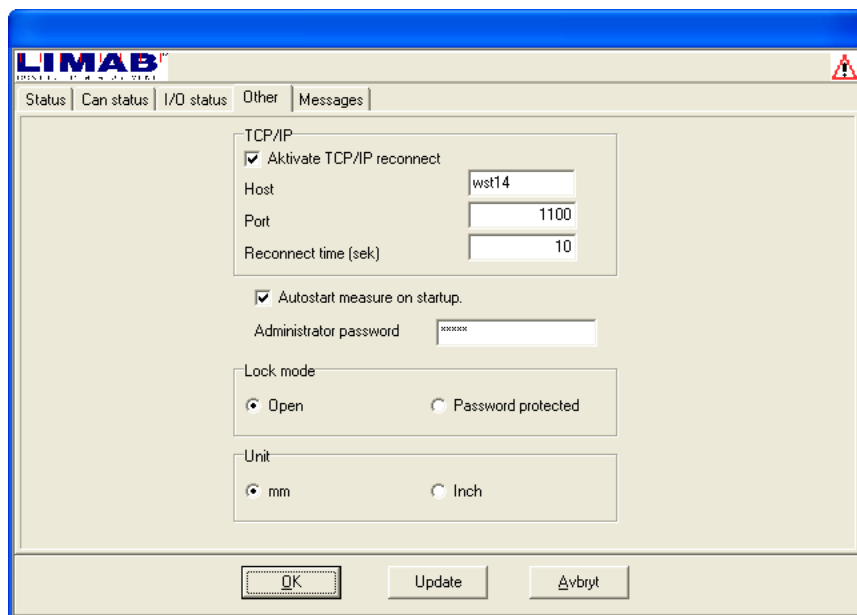 LIMAB
Status Can status I/O status Other Messages
TCP/IP
Aktivate TCP/IP reconnect
Host wst14
Port 1100
Reconnect time (sek) 10
Autostart measure on startup.
Administrator password *****
Lock mode
Open Password protected
Unit
mm Inch
OK Update Avbryt